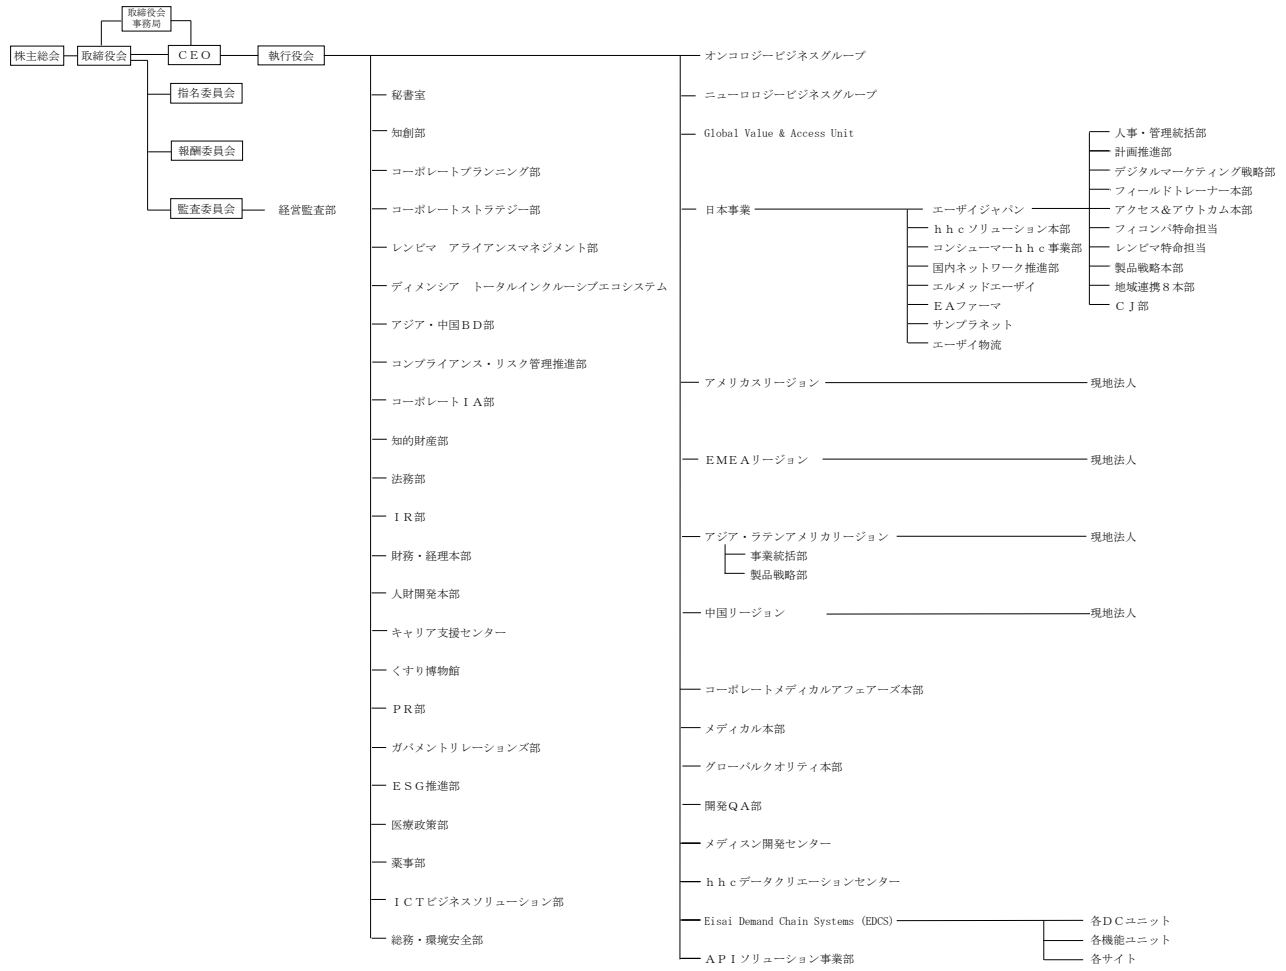 取締役会
事務局
株主総会
取締役会
ＣＥＯ
執行役会
指名委員会
報酬委員会
監査委員会
経営監査部
秘書室
知創部
コーポレートプランニング部
コーポレートストラテジー部
レンビマ　アライアンスマネジメント部
ディメンシア　トータルインクルーシブエコシステム
アジア・中国ＢＤ部
コンプライアンス・リスク管理推進部
コーポレートＩＡ部
知的財産部
法務部
ＩＲ部
財務・経理本部
人財開発本部
キャリア支援センター
くすり博物館
ＰＲ部
ガバメントリレーションズ部
ＥＳＧ推進部
医療政策部
薬事部
ＩＣＴビジネスソリューション部
総務・環境安全部
オンコロジービジネスグループ
ニューロロジービジネスグループ
Global Value & Access Unit
日本事業
エーザイジャパン
ｈｈｃソリューション本部
コンシューマーｈｈｃ事業部
国内ネットワーク推進部
エルメッドエーザイ
ＥＡファーマ
サンプラネット
エーザイ物流
人事・管理統括部
計画推進部
デジタルマーケティング戦略部
フィールドトレーナー本部
アクセス＆アウトカム本部
フィコンパ特命担当
レンビマ特命担当
製品戦略本部
地域連携８本部
ＣＪ部
アメリカスリージョン
現地法人
ＥＭＥＡリージョン
現地法人
アジア・ラテンアメリカリージョン
現地法人
事業統括部
製品戦略部
中国リージョン
現地法人
コーポレートメディカルアフェアーズ本部
メディカル本部
グローバルクオリティ本部
開発ＱＡ部
メディスン開発センター
ｈｈｃデータクリエーションセンター
Eisai Demand Chain Systems (EDCS)
各ＤＣユニット
各機能ユニット
各サイト
ＡＰＩソリューション事業部